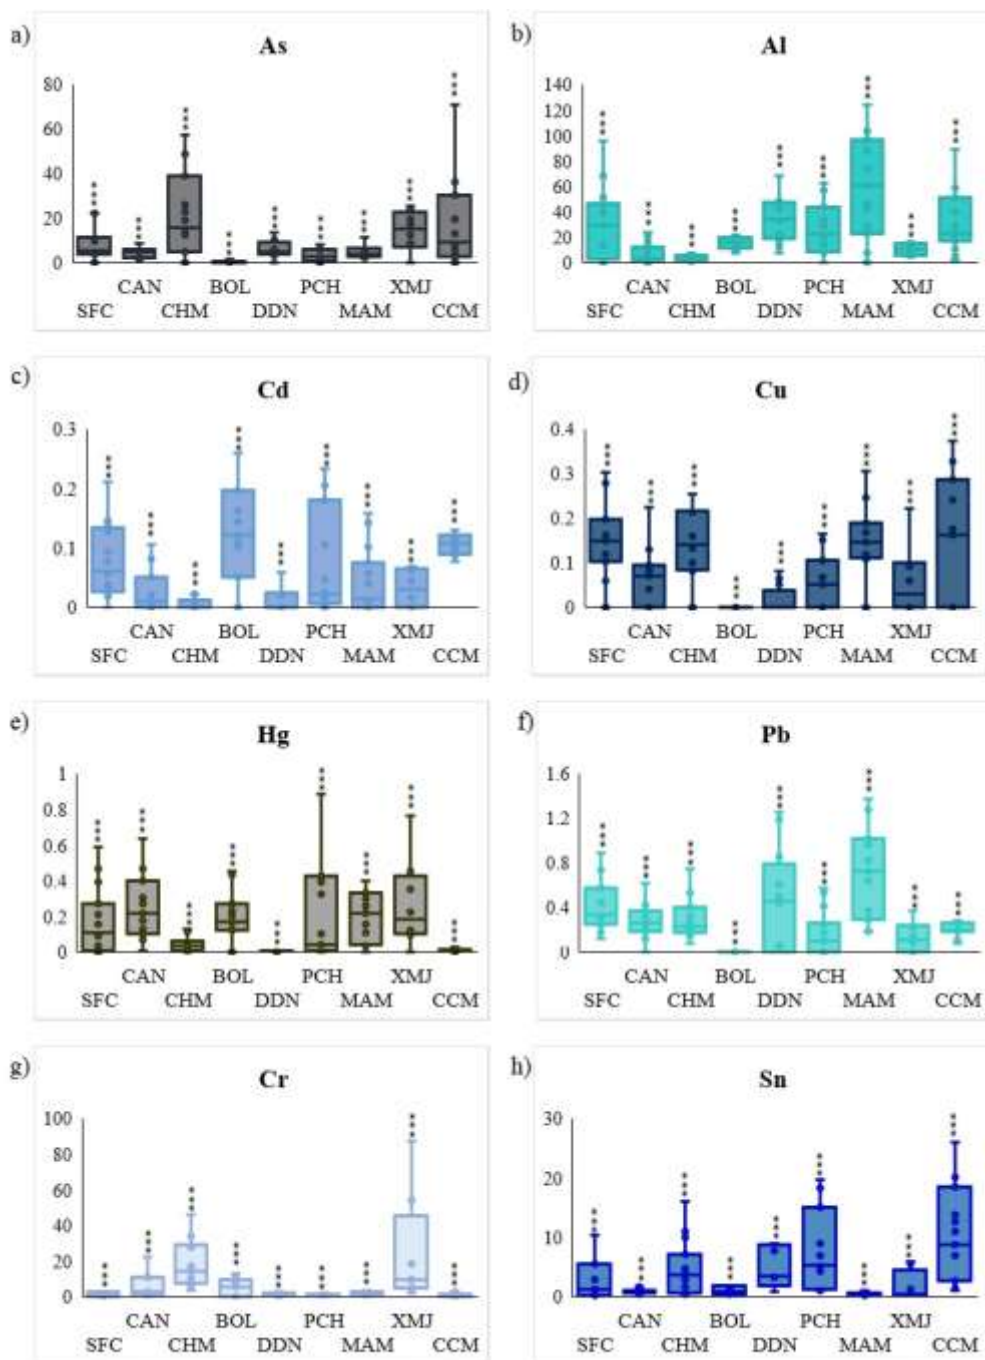 a)
As
80
60
40
20
0
CAN BOL PCH XMJ
SFC CHM DDN MAM CCM
b)
Al
140
120
100
80
60
40
20
0
CAN BOL PCH XMJ
SFC CHM DDN MAM CCM
c)
Cd
0.3
0.2
0.1
0
CAN BOL PCH XMJ
SFC CHM DDN MAM CCM
d)
Cu
0.4
0.3
0.2
0.1
0
CAN BOL PCH XMJ
SFC CHM DDN MAM CCM
e)
Hg
1
0.8
0.6
0.4
0.2
0
CAN BOL PCH XMJ
SFC CHM DDN MAM CCM
f)
Pb
1.6
1.2
0.8
0.4
0
CAN BOL PCH XMJ
SFC CHM DDN MAM CCM
g)
Cr
100
80
60
40
20
0
CAN BOL PCH XMJ
SFC CHM DDN MAM CCM
h)
Sn
30
20
10
0
CAN BOL PCH XMJ
SFC CHM DDN MAM CCM